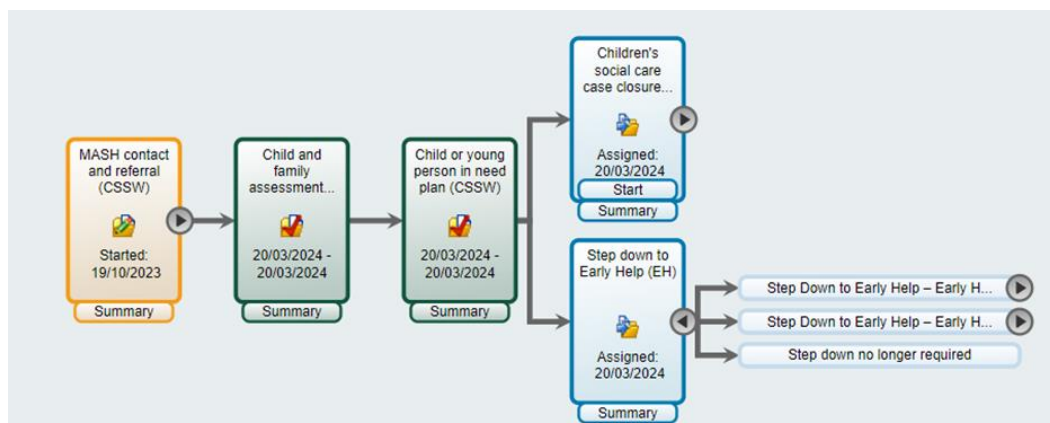 MASH contact
and referral
(CSSW)
Started:
19/10/2023
Summary
Child and
family
assessment...
20/03/2024 -
20/03/2024
Summary
Child or young
person in need
plan (CSSW)
20/03/2024 -
20/03/2024
Summary
Children's
social care
case closure...
Assigned:
20/03/2024
Start
Summary
Step down to
Early Help (EH)
Assigned:
20/03/2024
Summary
Step Down to Early Help – Early H...
Step Down to Early Help – Early H...
Step down no longer required